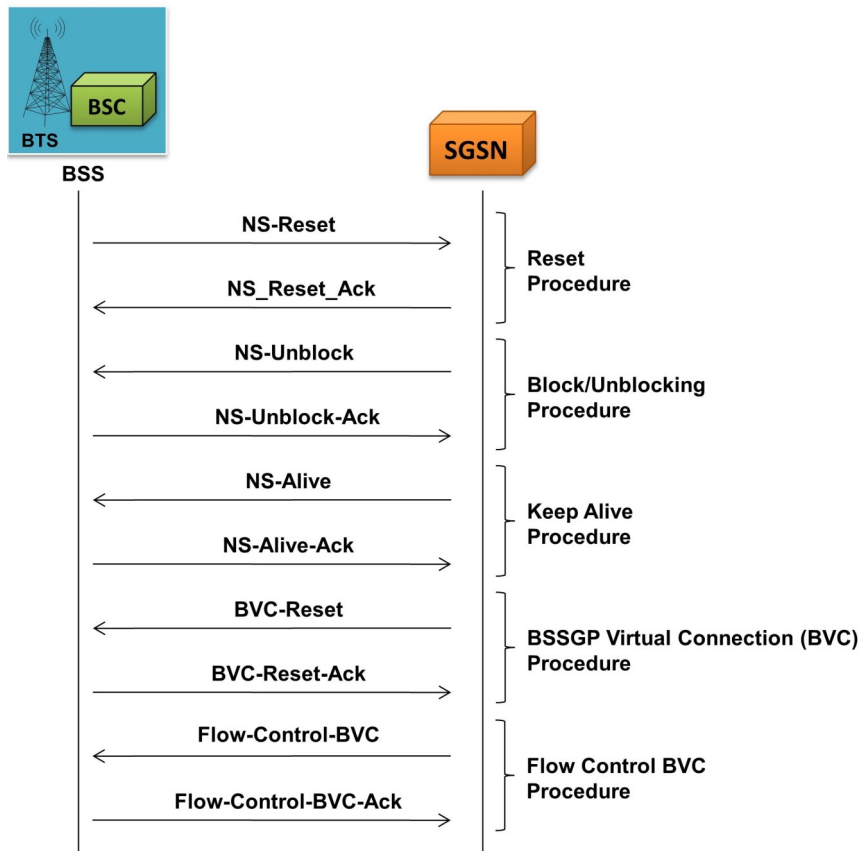 BSC
BTS
BSS
SGSN
NS-Reset
NS_Reset_Ack
Reset
Procedure
NS-Unblock
NS-Unblock-Ack
Block/Unblocking
Procedure
NS-Alive
NS-Alive-Ack
Keep Alive
Procedure
BVC-Reset
BVC-Reset-Ack
BSSGP Virtual Connection (BVC)
Procedure
Flow-Control-BVC
Flow-Control-BVC-Ack
Flow Control BVC
Procedure